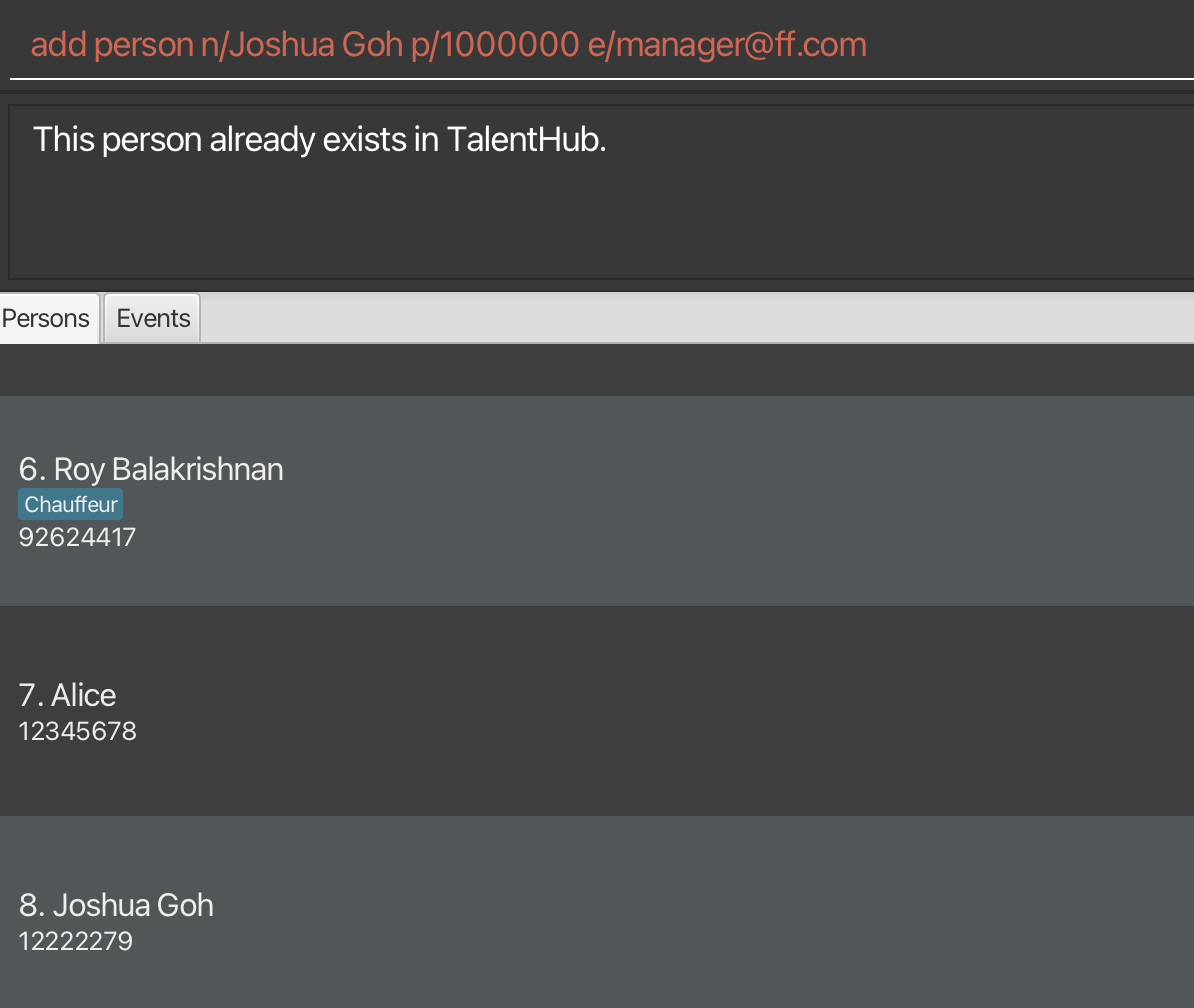 add person n/Joshua Goh p/1000000 e/manager@ff.com
This person already exists in TalentHub.
Persons Events
6. Roy Balakrishnan
Chauffeur
92624417
7. Alice
12345678
8. Joshua Goh
12222279